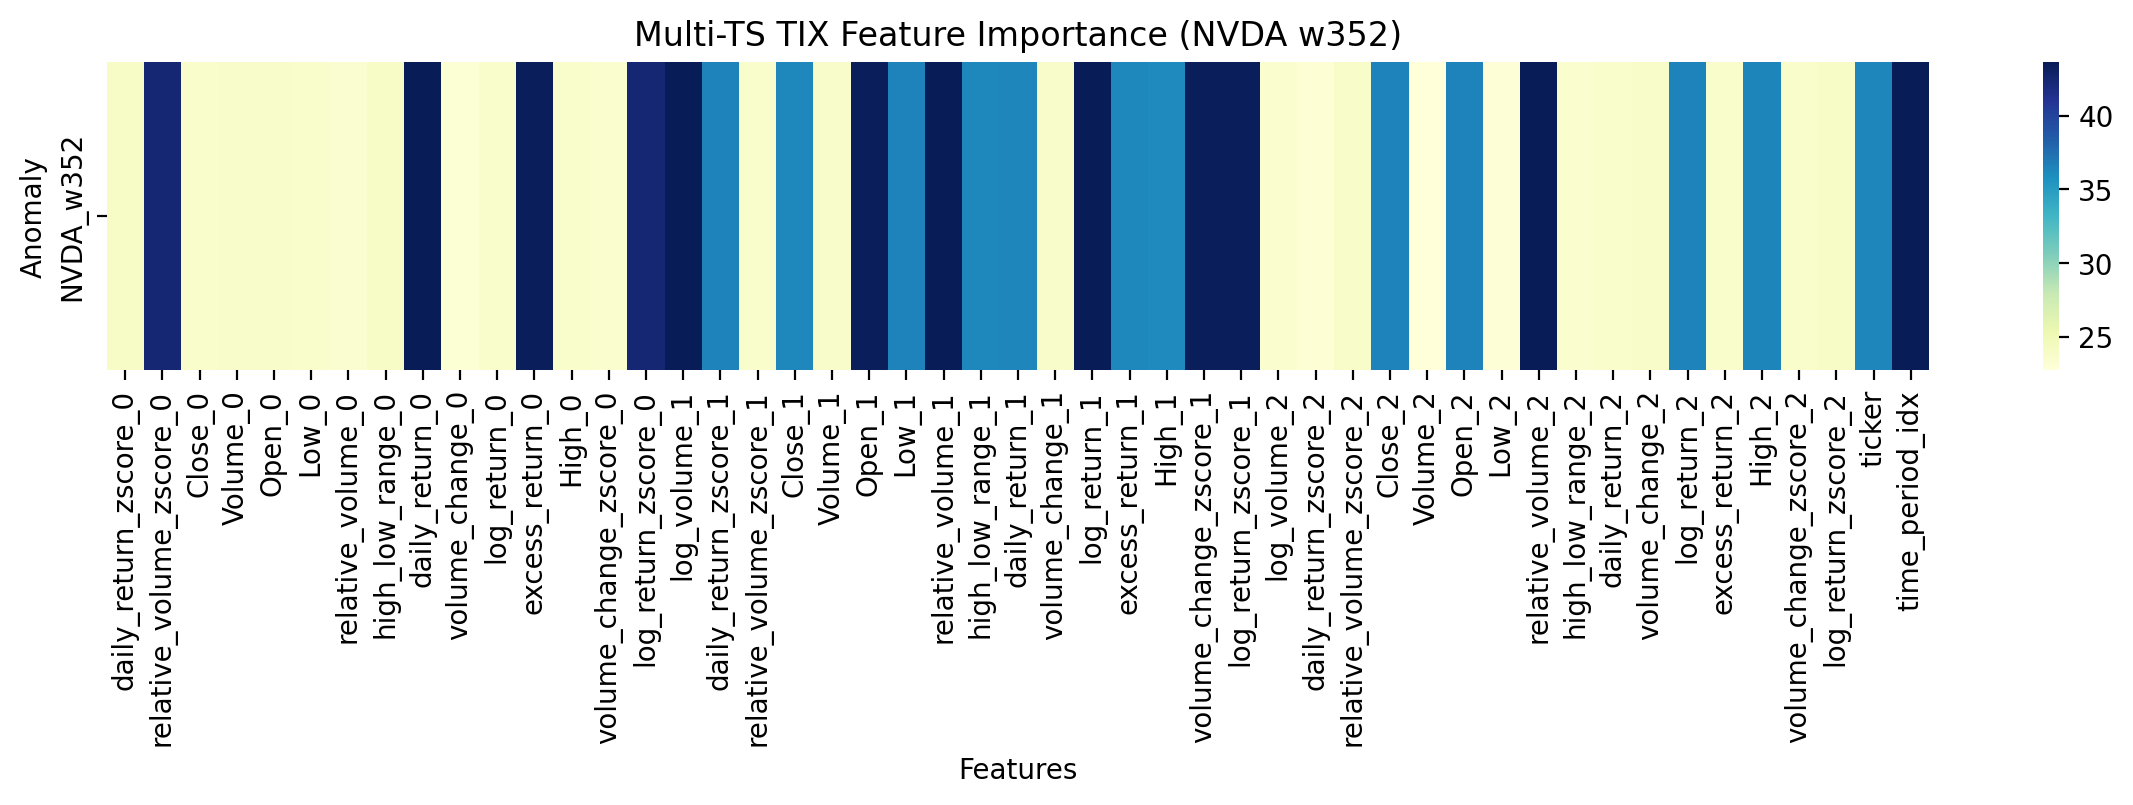 Multi-TS TIX Feature Importance (NVDA w352)
Anomaly
NVDA_w352
40
35
30
25
daily_return_zscore_0
relative_volume_zscore_0
Close_0
Volume_0
Open_0
Low_0
relative_volume_0
high_low_range_0
daily_return_0
volume_change_0
log_return_0
excess_return_0
High_0
volume_change_zscore_0
log_return_zscore_0
log_volume_1
daily_return_zscore_1
relative_volume_zscore_1
Close_1
Volume_1
Open_1
Low_1
relative_volume_1
high_low_range_1
daily_return_1
volume_change_1
log_return_1
excess_return_1
High_1
volume_change_zscore_1
log_return_zscore_1
log_volume_2
daily_return_zscore_2
relative_volume_zscore_2
Close_2
Volume_2
Open_2
Low_2
relative_volume_2
high_low_range_2
daily_return_2
volume_change_2
log_return_2
excess_return_2
High_2
volume_change_zscore_2
log_return_zscore_2
ticker
time_period_idx
Features